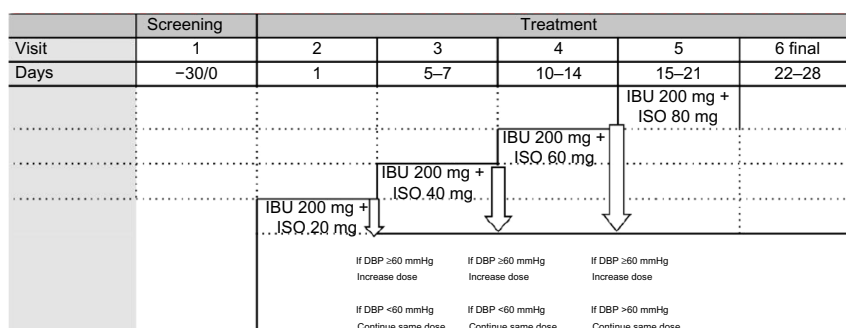 Screening Treatment
Visit 1 2 3 4 5 6 final
Days −30/0 1 5–7 10–14 15–21 22–28
IBU 200 mg +
ISO 80 mg
IBU 200 mg +
ISO 60 mg
IBU 200 mg +
ISO 40 mg
IBU 200 mg +
ISO 20 mg
If DBP ≥60 mmHg If DBP ≥60 mmHg If DBP ≥60 mmHg
Increase dose Increase dose Increase dose
If DBP <60 mmHg If DBP <60 mmHg If DBP >60 mmHg
Continue same dose Continue same dose Continue same dose